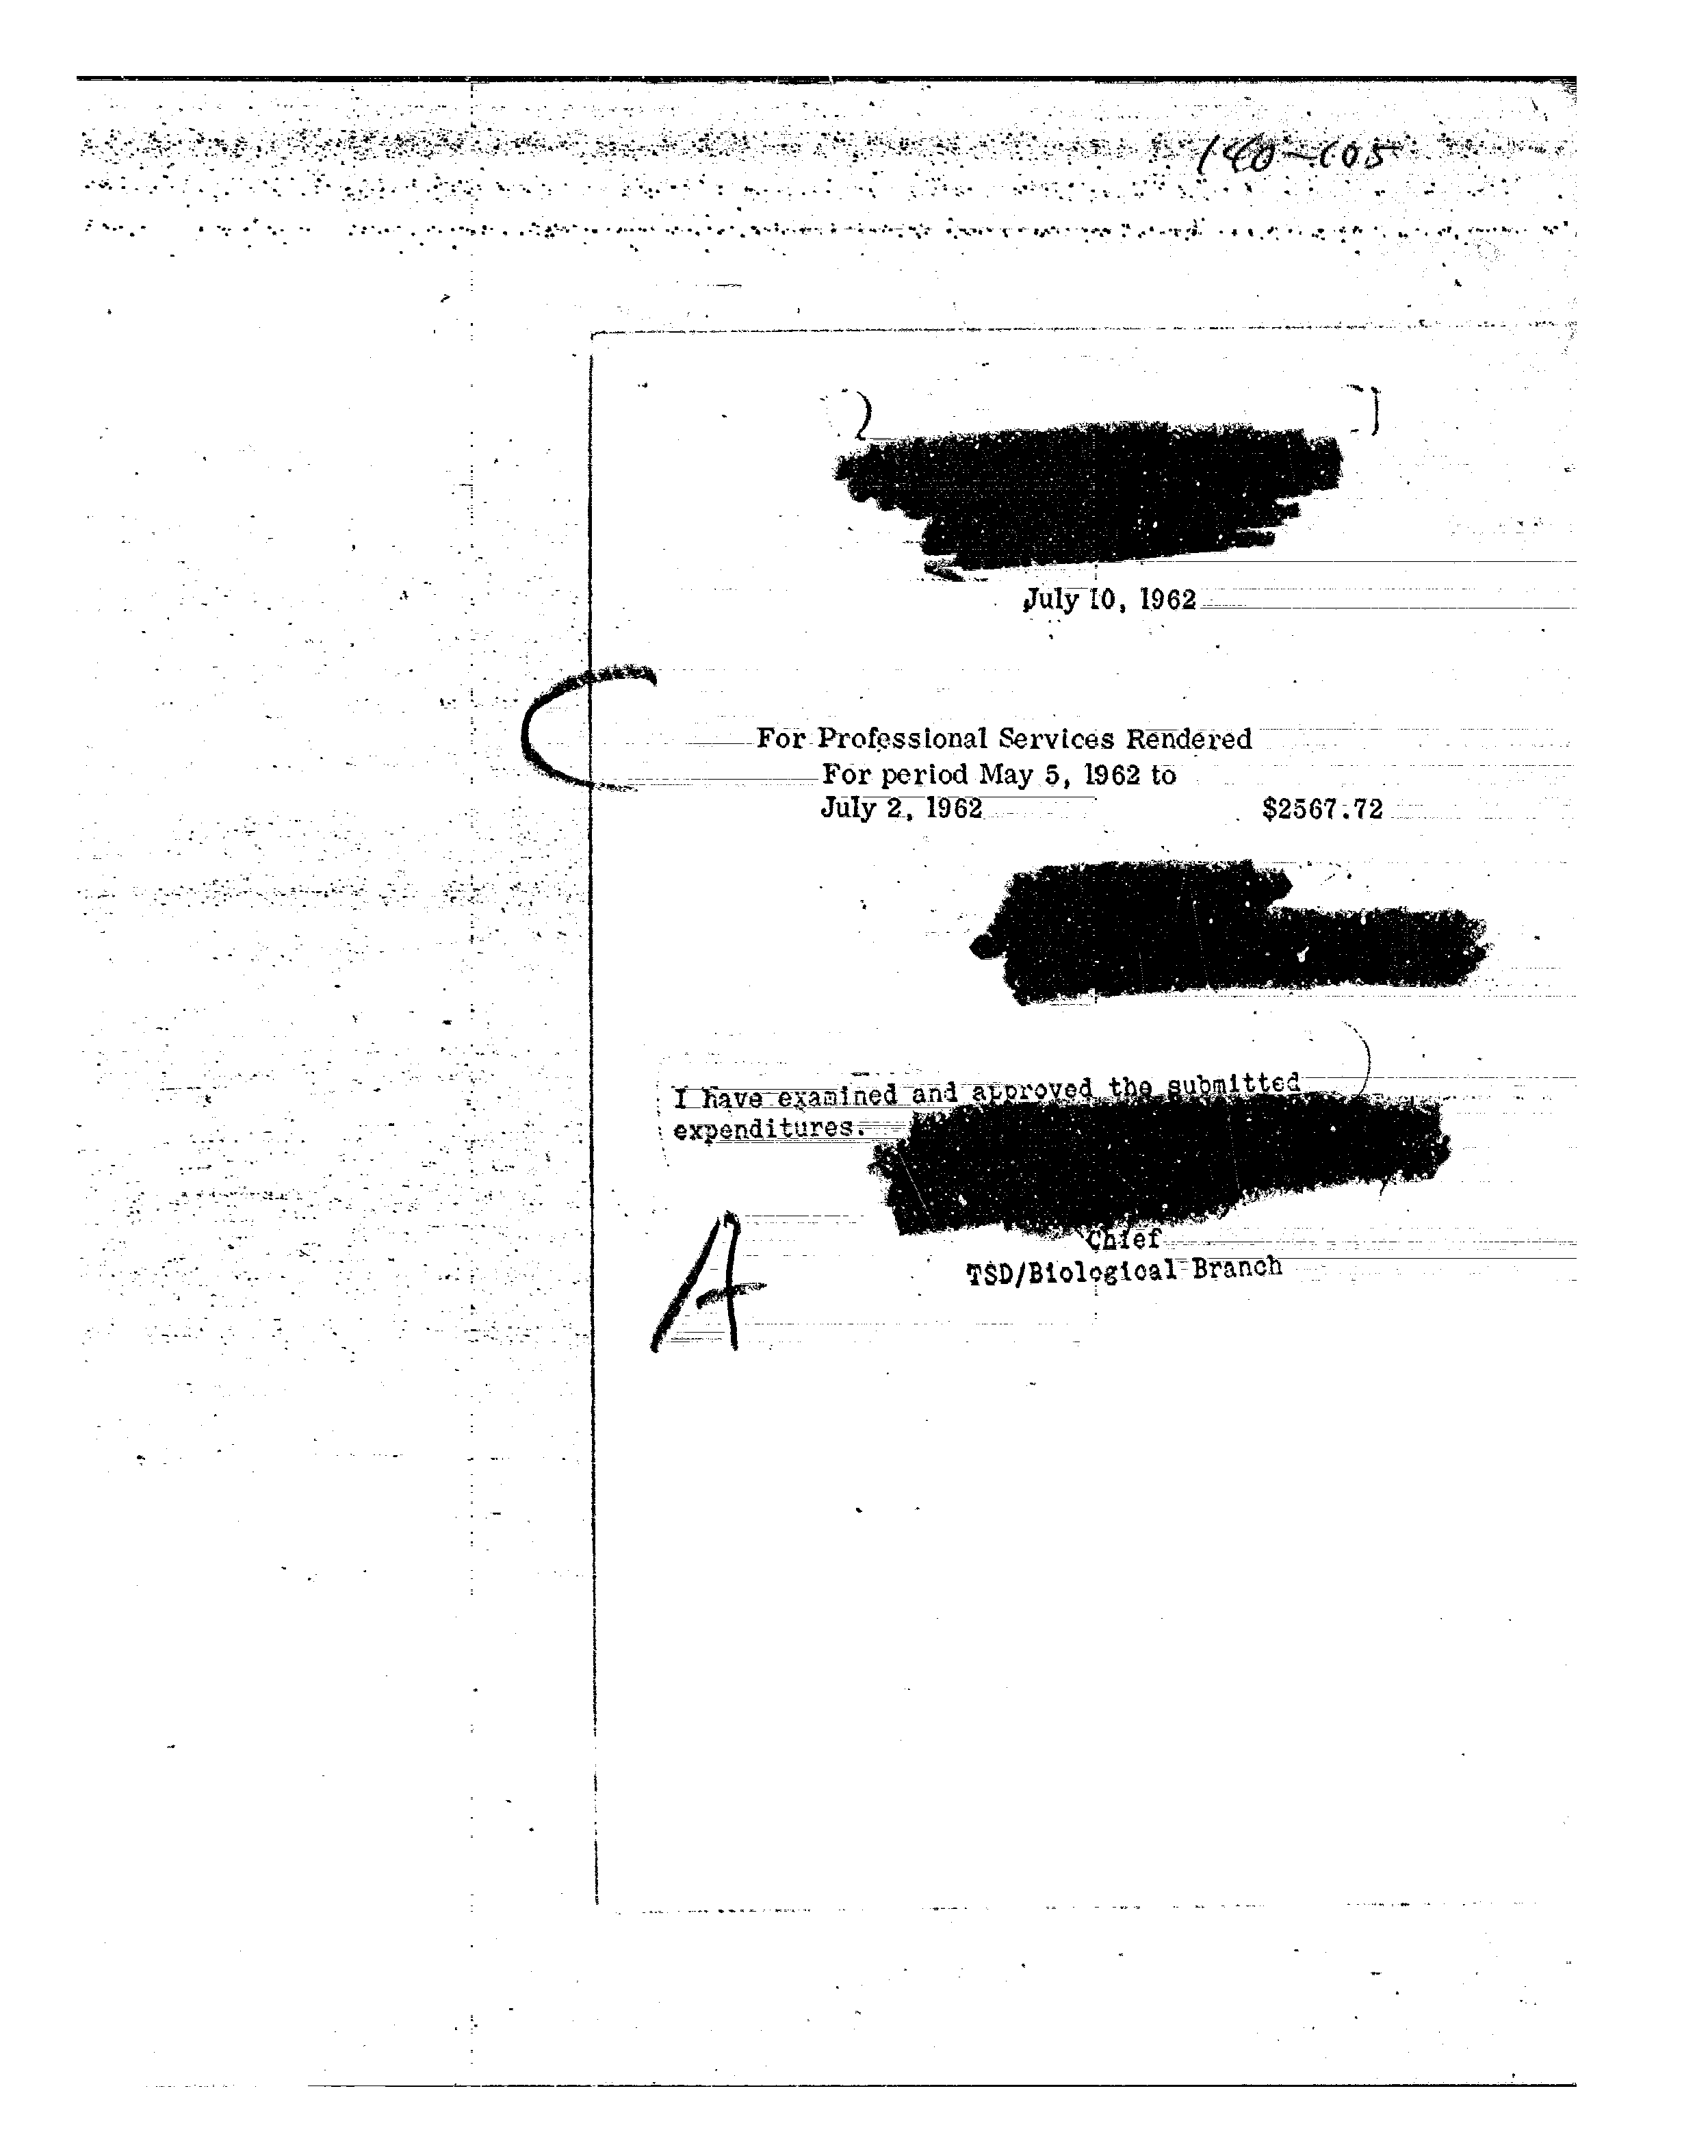 140-105
July 10, 1962
For Professional Services Rendered
For period May 5, 1962 to
July 2, 1962 $2567.72
I have examined and approved the submitted
expenditures.
Chief
TSD/Biological Branch
A